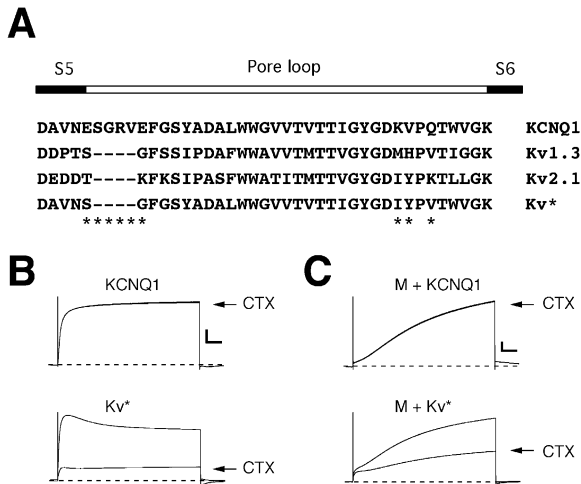 A
S5 Pore loop S6
DAVNESGRVEFGSYADALWWGVVTVTTIGYGDKVPQTWVGK KCNQ1
DDPTS----GFSSIPDAFWWAVVTMTTVGYGDMHPVTIGGK Kv1.3
DEDDT----KFKSIPASFWWATITMTTVGYGDIYPKTLLGK Kv2.1
DAVNS----GFGSYADALWWGVVTVTTIGYGDIYPVTWVGK Kv*
****** ** *
B
KCNQ1
CTX
Kv*
CTX
C
M + KCNQ1
CTX
M + Kv*
CTX